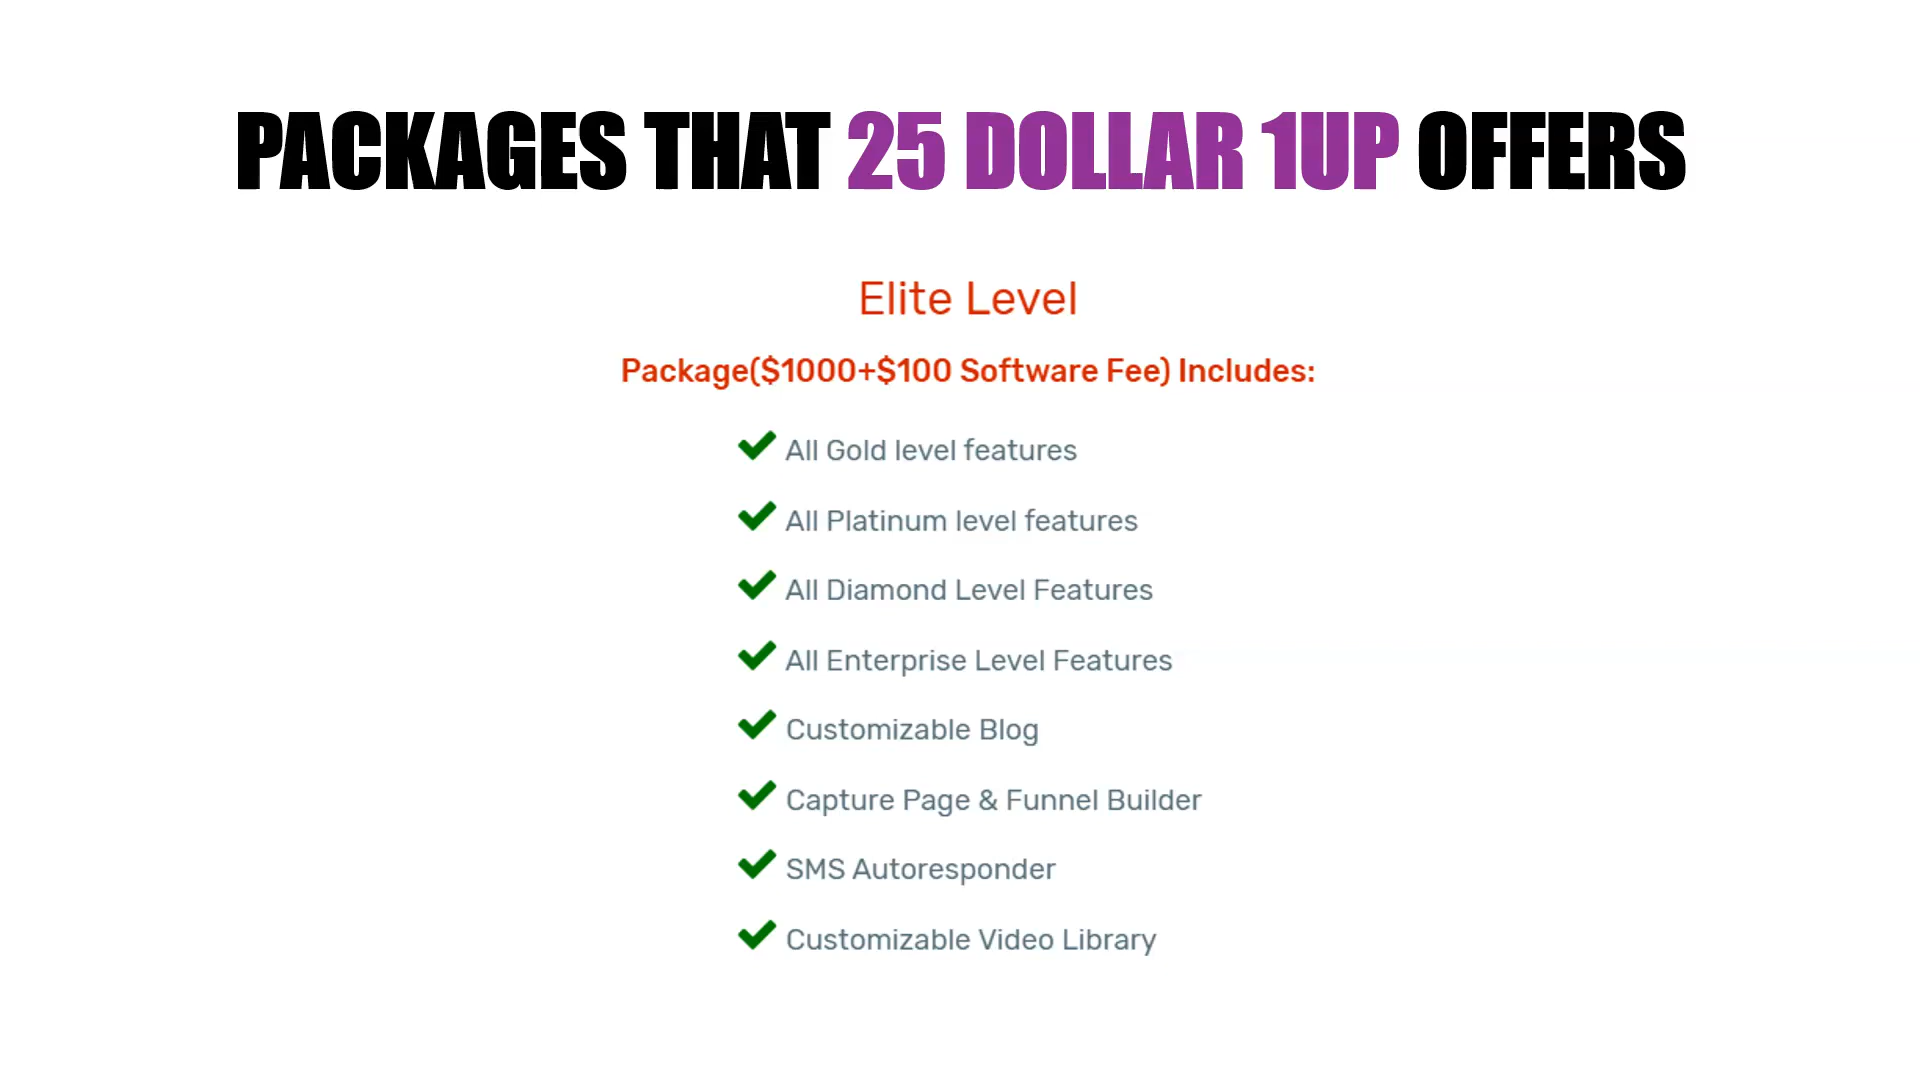 PACKAGES THAT 25 DOLLAR 1UP OFFERS
Elite Level
Package($1000+$100 Software Fee) Includes:
All Gold level features
All Platinum level features
All Diamond Level Features
All Enterprise Level Features
Customizable Blog
Capture Page & Funnel Builder
SMS Autoresponder
Customizable Video Library